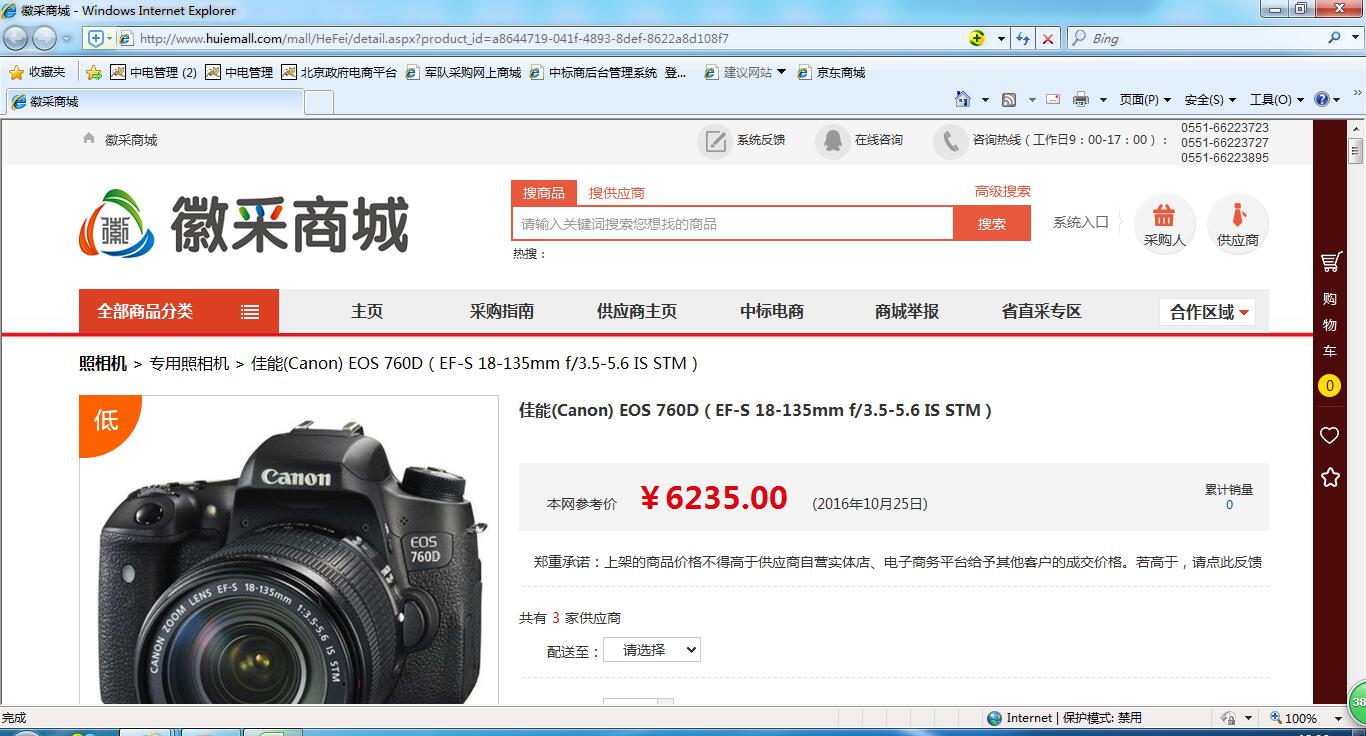 徽采商城 - Windows Internet Explorer
http://www.huiemall.com/mall/HeFei/detail.aspx?product_id=a8644719-041f-4893-8def-8622a8d108f7
Bing
收藏夹 中电管理 (2) 中电管理 北京政府电商平台 军队采购网上商城 中标商后台管理系统 登... 建议网站 京东商城
徽采商城
页面(P) 安全(S) 工具(O)
徽采商城
系统反馈 在线咨询 咨询热线（工作日9：00-17：00）：
0551-66223723
0551-66223727
0551-66223895
徽
徽采商城
搜商品 搜供应商 高级搜索
请输入关键词搜索您想找的商品 搜索
热搜：
系统入口 采购人 供应商
全部商品分类 主页 采购指南 供应商主页 中标电商 商城举报 省直采专区 合作区域
购物车
0
照相机 > 专用照相机 > 佳能(Canon) EOS 760D（EF-S 18-135mm f/3.5-5.6 IS STM）
低
Canon
EOS
760D
CANON ZOOM LENS EF-S 18-135mm 1:3.5-5.6 IS STM
佳能(Canon) EOS 760D（EF-S 18-135mm f/3.5-5.6 IS STM）
本网参考价 ￥6235.00 (2016年10月25日)
累计销量
0
郑重承诺：上架的商品价格不得高于供应商自营实体店、电子商务平台给予其他客户的成交价格。若高于，请点此反馈
共有 3 家供应商
配送至： 请选择
38
完成 Internet | 保护模式: 禁用 100%